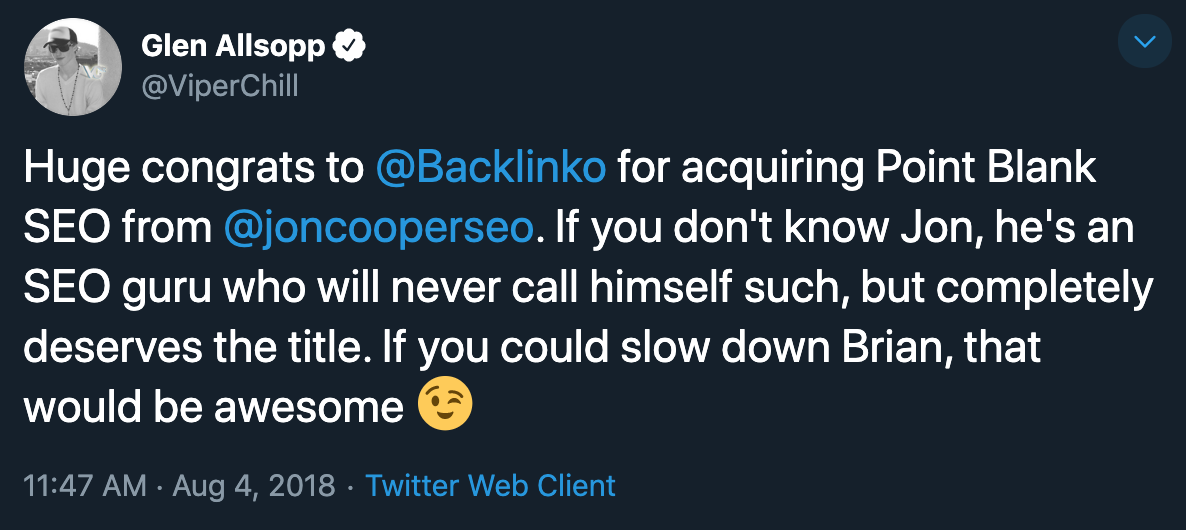 Glen Allsopp
@ViperChill
Huge congrats to @Backlinko for acquiring Point Blank
SEO from @joncooperseo. If you don't know Jon, he's an
SEO guru who will never call himself such, but completely
deserves the title. If you could slow down Brian, that
would be awesome 😉
11:47 AM · Aug 4, 2018 · Twitter Web Client